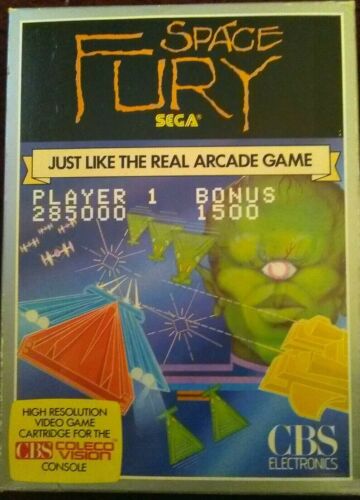 SPACE
FURY
SEGA®
JUST LIKE THE REAL ARCADE GAME
PLAYER 1 BONUS
285000 1500
HIGH RESOLUTION
VIDEO GAME
CARTRIDGE FOR THE
CBS COLECO VISION™
CONSOLE
CBS
ELECTRONICS